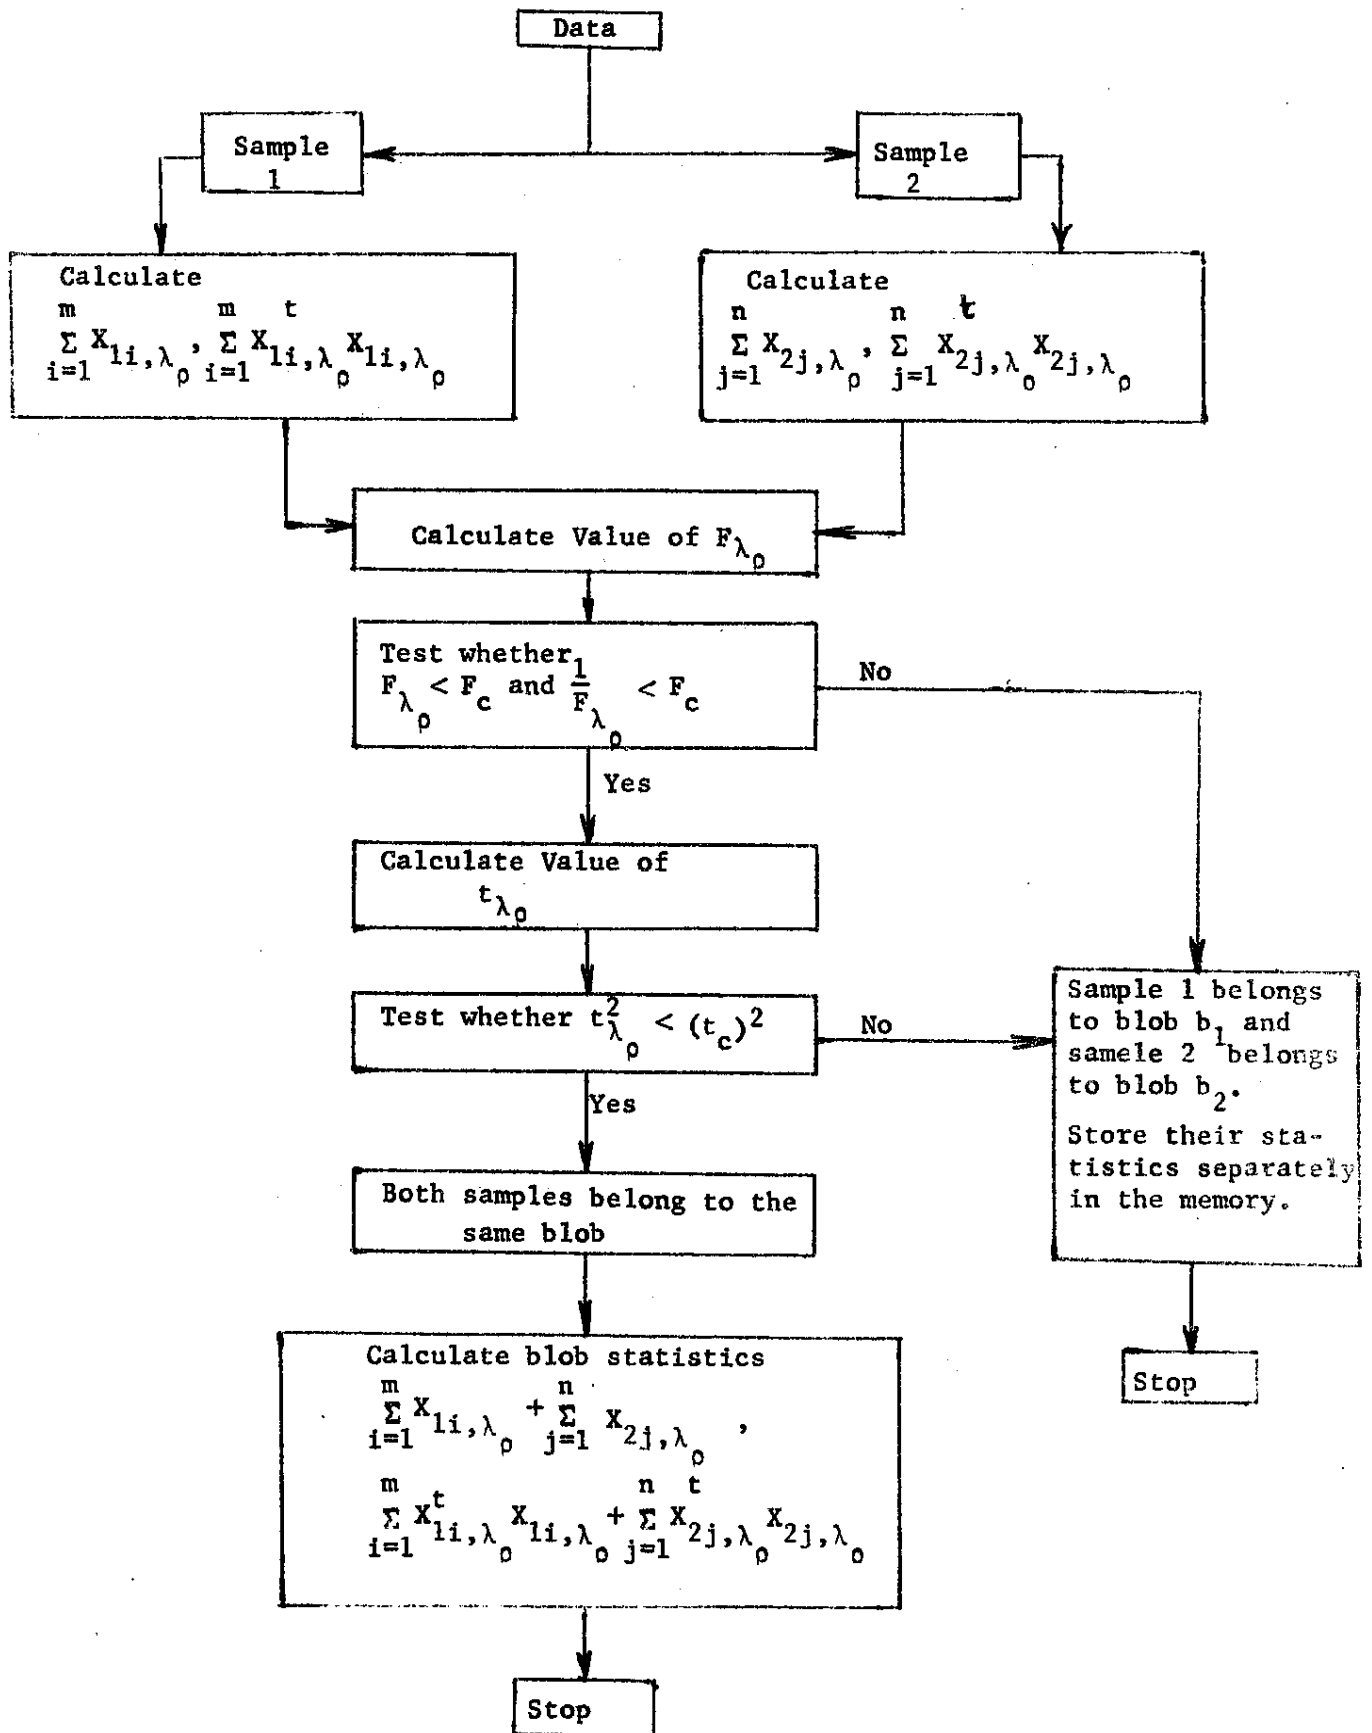 Data
Sample
1
Sample
2
Calculate
m m t
Σ X₁ᵢ,λρ, Σ X₁ᵢ,λρ X₁ᵢ,λρ
i=1 i=1
Calculate
n n t
Σ X₂ⱼ,λρ, Σ X₂ⱼ,λρ X₂ⱼ,λρ
j=1 j=1
Calculate Value of Fλρ
Test whether
Fλρ < Fc and 1/Fλρ < Fc
No
Yes
Calculate Value of
tλρ
Test whether t²λρ < (tc)²
No
Yes
Sample 1 belongs
to blob b₁ and
samele 2 belongs
to blob b₂.
Store their sta-
tistics separately
in the memory.
Both samples belong to the
same blob
Stop
Calculate blob statistics
m n
Σ X₁ᵢ,λρ + Σ X₂ⱼ,λρ ,
i=1 j=1
m t n t
Σ X₁ᵢ,λρ X₁ᵢ,λρ + Σ X₂ⱼ,λρ X₂ⱼ,λρ
i=1 j=1
Stop